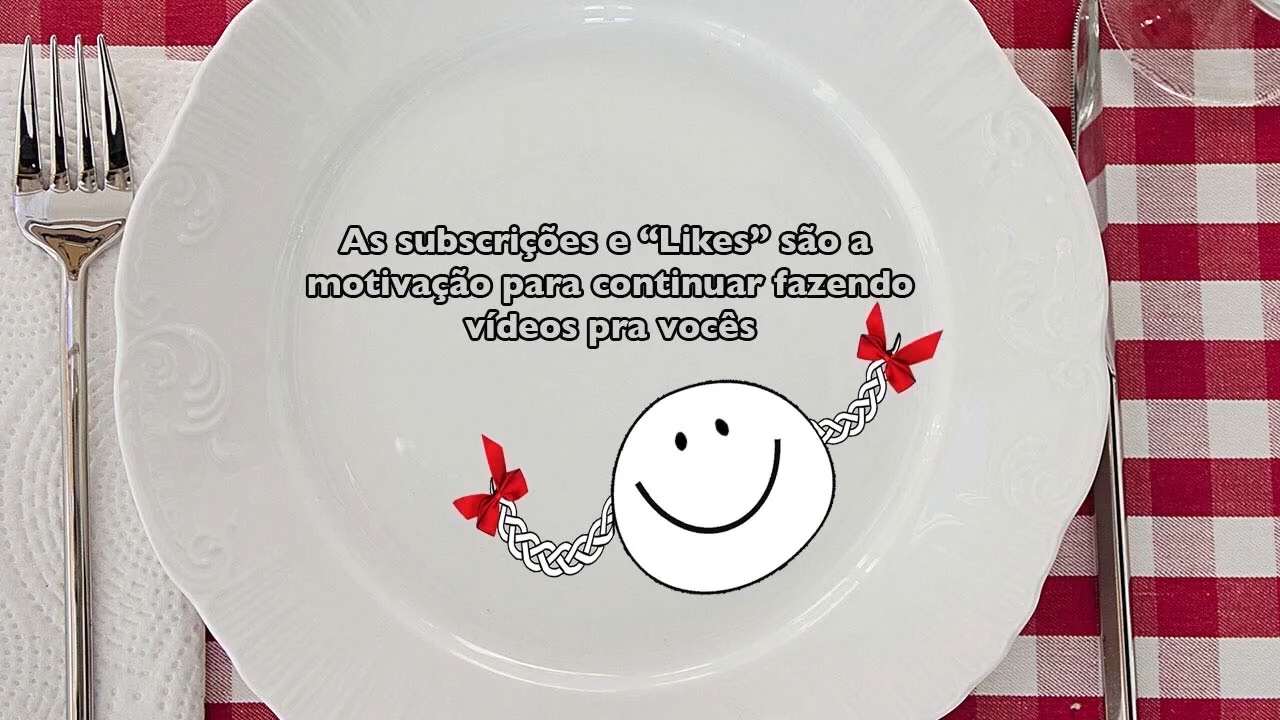 As subscrições e “Likes” são a
motivação para continuar fazendo
vídeos pra vocês